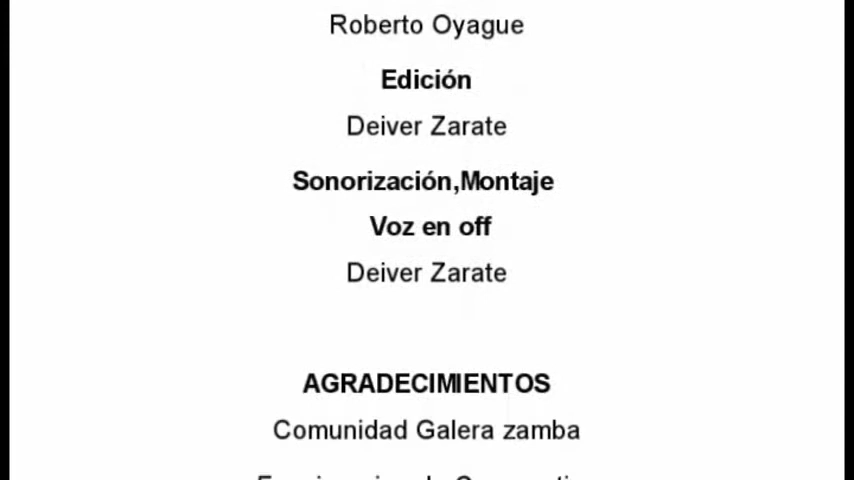 Roberto Oyague
Edición
Deiver Zarate
Sonorización,Montaje
Voz en off
Deiver Zarate
AGRADECIMIENTOS
Comunidad Galera zamba